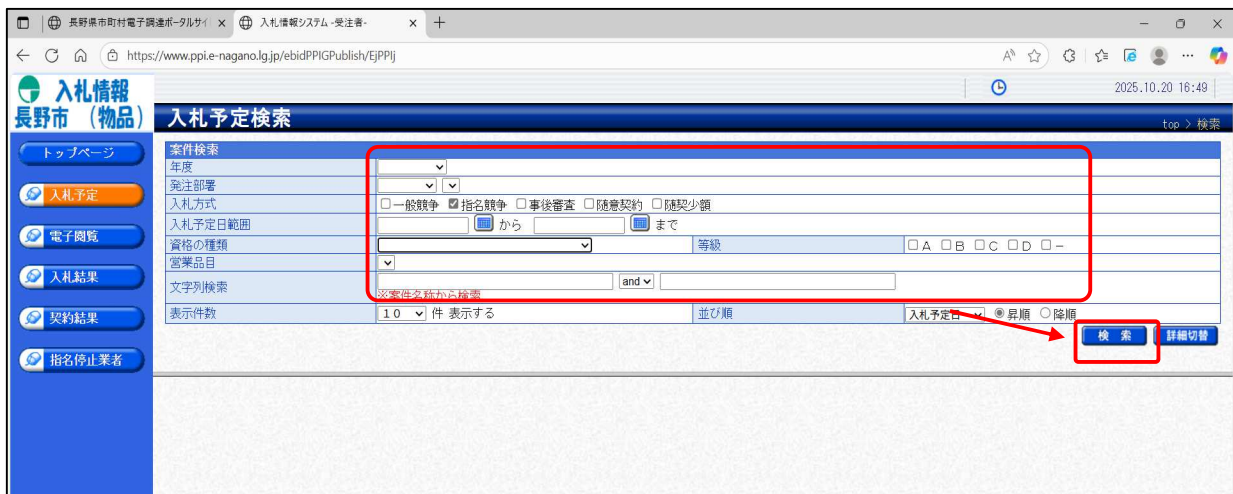 長野県市町村電子調達ポータルサイ
入札情報システム -受注者-
https://www.ppi.e-nagano.lg.jp/ebidPPIGPublish/EjPPIj
入札情報
長野市 (物品)
2025.10.20 16:49
入札予定検索
top > 検索
トップページ
入札予定
電子閲覧
入札結果
契約結果
指名停止業者
案件検索
年度
発注部署
入札方式 一般競争 指名競争 事後審査 随意契約 随契少額
入札予定日範囲 から まで
資格の種類 等級 A B C D -
営業品目
文字列検索 and
※案件名称から検索
表示件数 10 件 表示する 並び順 入札予定日 昇順 降順
検 索 詳細切替